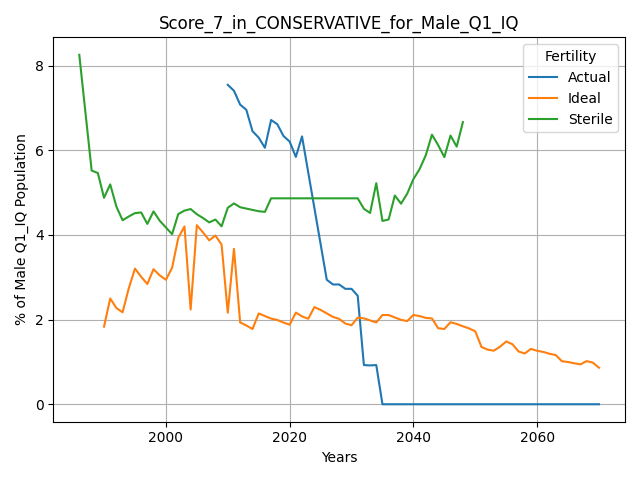 Score_7_in_CONSERVATIVE_for_Male_Q1_IQ
% of Male Q1_IQ Population
8
6
4
2
0
Fertility
Actual
Ideal
Sterile
2000
2020
2040
2060
Years